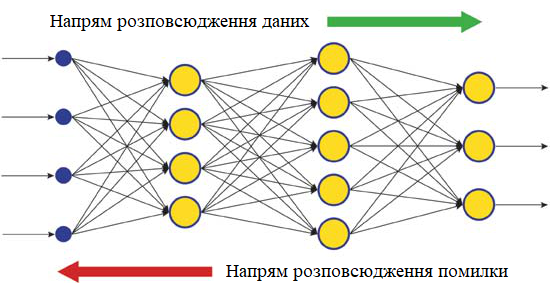 Напрям розповсюдження даних
Напрям розповсюдження помилки